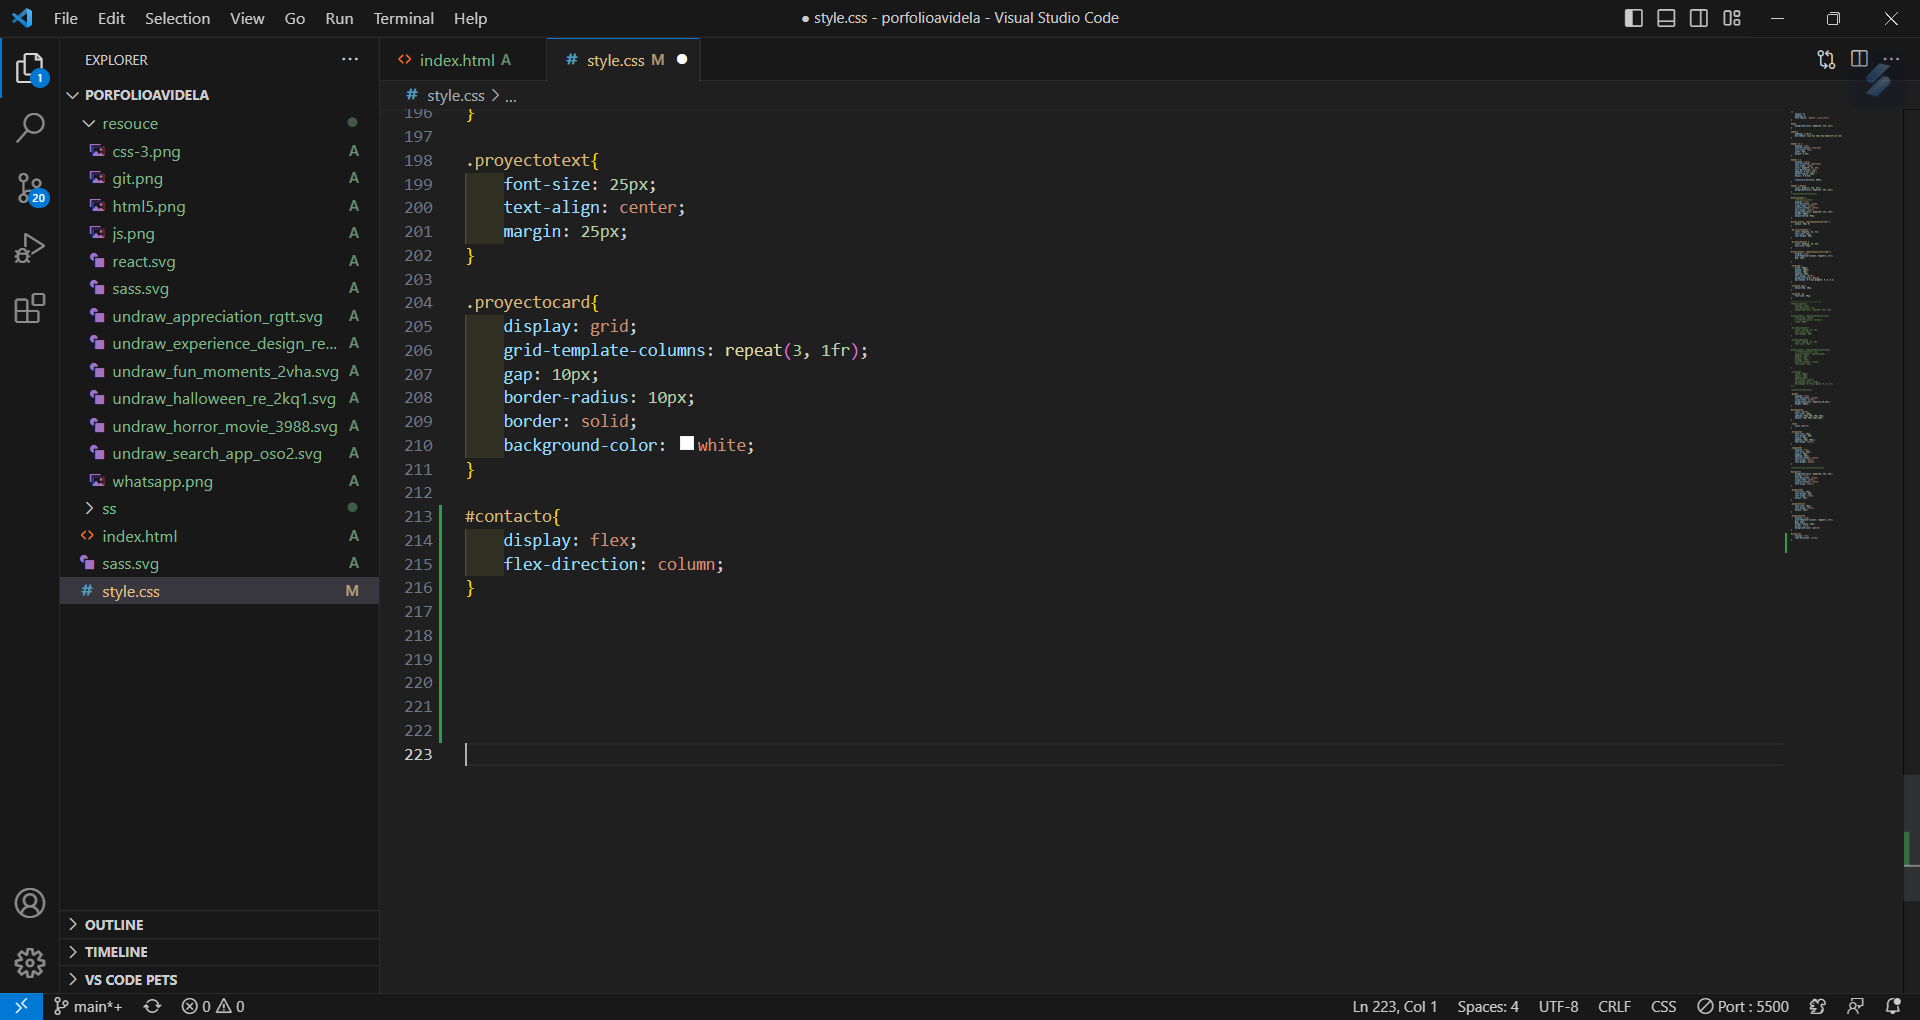 File Edit Selection View Go Run Terminal Help
● style.css - porfolioavidela - Visual Studio Code
EXPLORER
index.html A
style.css M
1
PORFOLIOAVIDELA
style.css > ...
resouce
css-3.png A
git.png A
html5.png A
js.png A
react.svg A
sass.svg A
undraw_appreciation_rgtt.svg A
undraw_experience_design_re... A
undraw_fun_moments_2vha.svg A
undraw_halloween_re_2kq1.svg A
undraw_horror_movie_3988.svg A
undraw_search_app_oso2.svg A
whatsapp.png A
ss
index.html A
sass.svg A
style.css M
20
196 }
197
198 .proyectotext{
199 font-size: 25px;
200 text-align: center;
201 margin: 25px;
202 }
203
204 .proyectocard{
205 display: grid;
206 grid-template-columns: repeat(3, 1fr);
207 gap: 10px;
208 border-radius: 10px;
209 border: solid;
210 background-color: white;
211 }
212
213 #contacto{
214 display: flex;
215 flex-direction: column;
216 }
217
218
219
220
221
222
223
OUTLINE
TIMELINE
VS CODE PETS
main*+ 0 0
Ln 223, Col 1 Spaces: 4 UTF-8 CRLF CSS Port : 5500